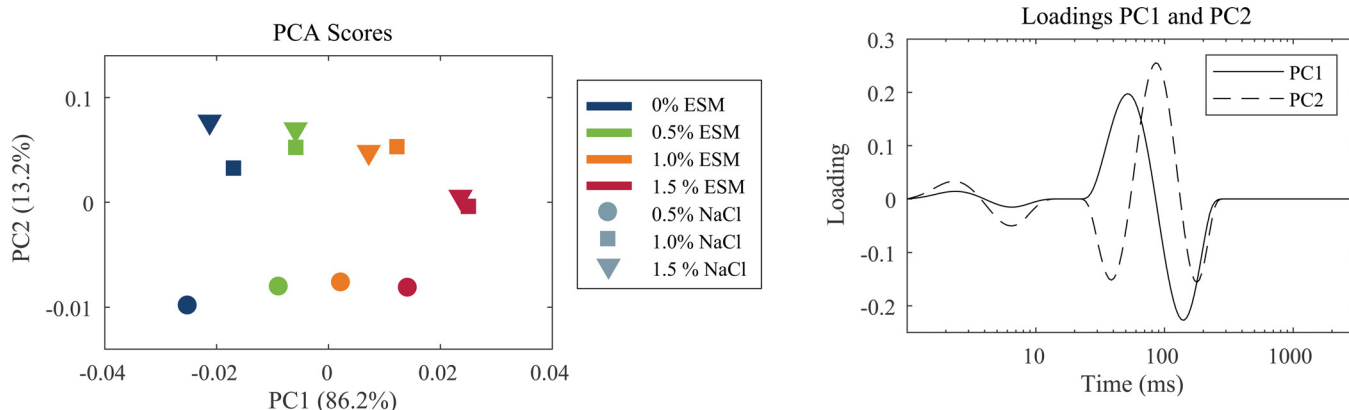 PCA Scores
0.1
0
-0.01
PC2 (13.2%)
-0.04
-0.02
0
0.02
0.04
PC1 (86.2%)
0% ESM
0.5% ESM
1.0% ESM
1.5 % ESM
0.5% NaCl
1.0% NaCl
1.5 % NaCl
Loadings PC1 and PC2
0.3
0.2
0.1
0
-0.1
-0.2
Loading
PC1
PC2
10
100
1000
Time (ms)